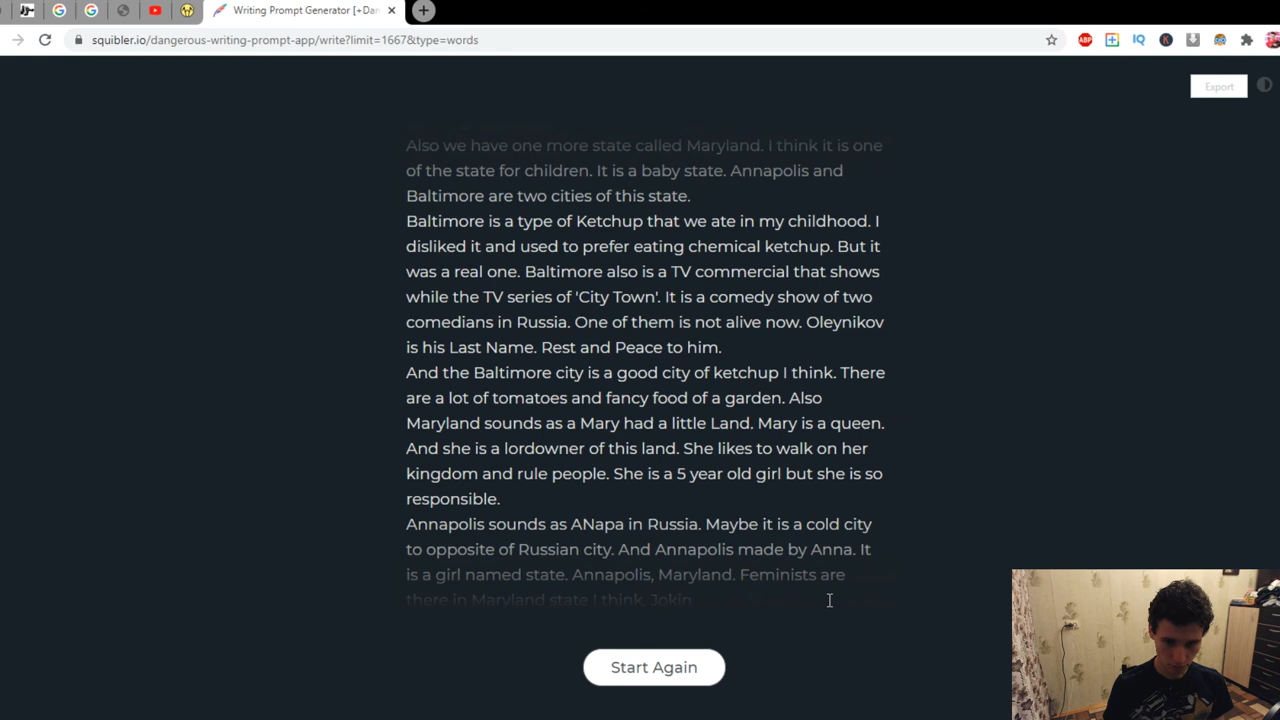 Writing Prompt Generator [+Dan
squibler.io/dangerous-writing-prompt-app/write?limit=1667&type=words
ABP
IQ
K
Export
Also we have one more state called Maryland. I think it is one
of the state for children. It is a baby state. Annapolis and
Baltimore are two cities of this state.
Baltimore is a type of Ketchup that we ate in my childhood. I
disliked it and used to prefer eating chemical ketchup. But it
was a real one. Baltimore also is a TV commercial that shows
while the TV series of 'City Town'. It is a comedy show of two
comedians in Russia. One of them is not alive now. Oleynikov
is his Last Name. Rest and Peace to him.
And the Baltimore city is a good city of ketchup I think. There
are a lot of tomatoes and fancy food of a garden. Also
Maryland sounds as a Mary had a little Land. Mary is a queen.
And she is a lordowner of this land. She likes to walk on her
kingdom and rule people. She is a 5 year old girl but she is so
responsible.
Annapolis sounds as ANapa in Russia. Maybe it is a cold city
to opposite of Russian city. And Annapolis made by Anna. It
is a girl named state. Annapolis, Maryland. Feminists are
there in Maryland state I think. Jokin
Start Again